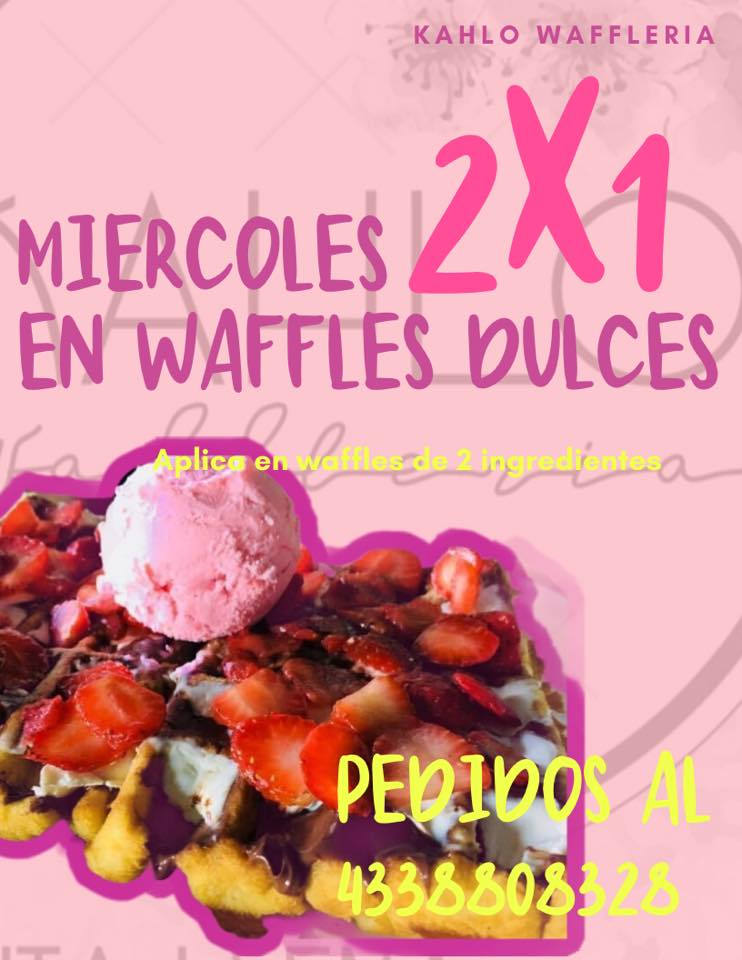 KAHLO WAFFLERIA
MIERCOLES 2X1
EN WAFFLES DULCES
Aplica en waffles de 2 ingredientes
PEDIDOS AL
4338808328